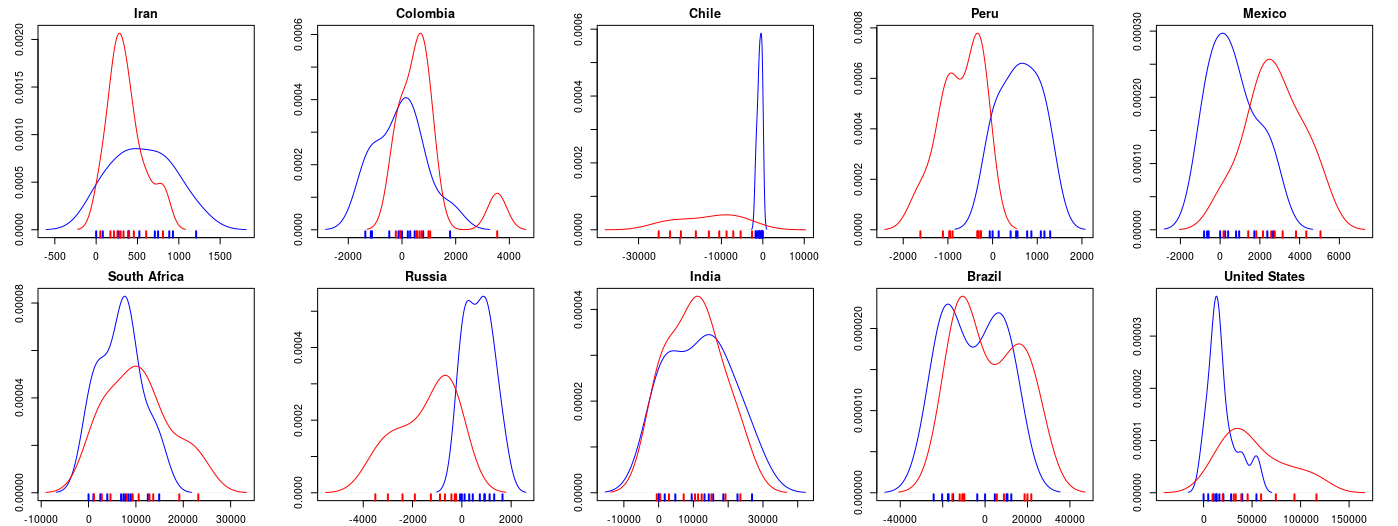 Iran
0.0000 0.0005 0.0010 0.0015 0.0020
-500 0 500 1000 1500
Colombia
0.0000 0.0002 0.0004 0.0006
-2000 0 2000 4000
Chile
0.0000 0.0002 0.0004 0.0006
-30000 -10000 0 10000
Peru
0.0000 0.0002 0.0004 0.0006 0.0008
-2000 -1000 0 1000 2000
Mexico
0.00000 0.00010 0.00020 0.00030
-2000 0 2000 4000 6000
South Africa
0.00000 0.00004 0.00008
-10000 0 10000 20000 30000
Russia
0.0000 0.0002 0.0004
-4000 -2000 0 2000
India
0.00000 0.00002 0.00004
-10000 0 10000 30000
Brazil
0.000000 0.000010 0.000020
-40000 0 20000 40000
United States
0.00000 0.00001 0.00002 0.00003
0 50000 100000 150000